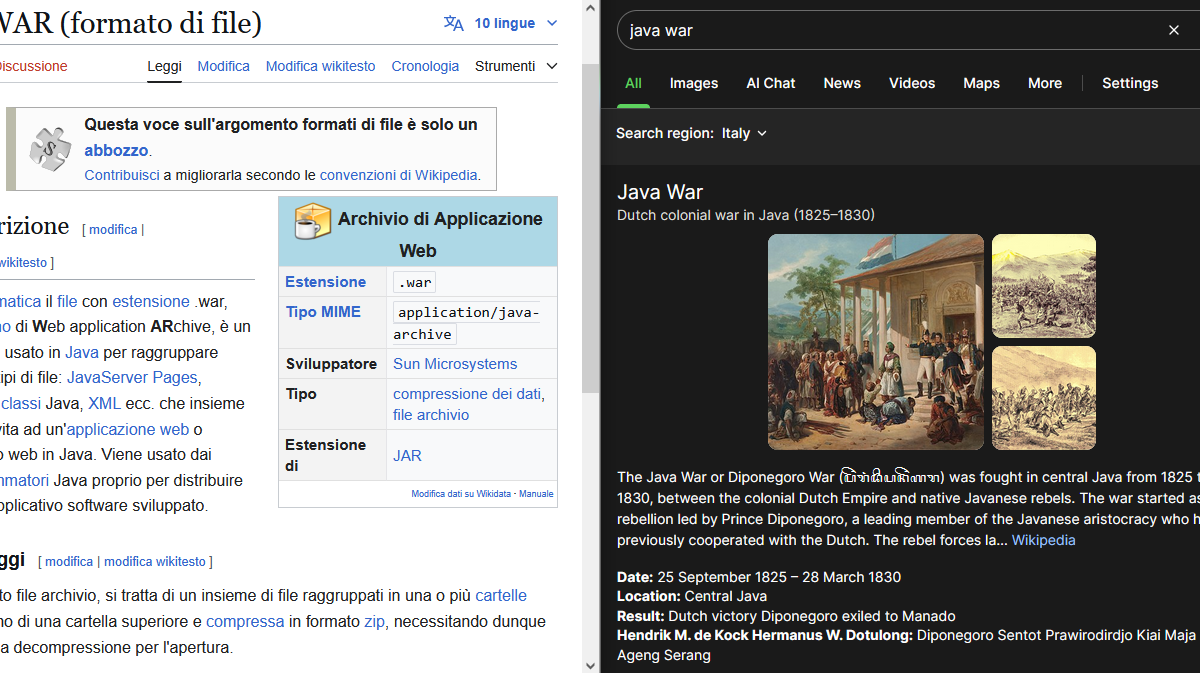 WAR (formato di file)
10 lingue
Discussione
Leggi Modifica Modifica wikitesto Cronologia Strumenti
Questa voce sull'argomento formati di file è solo un
abbozzo.
Contribuisci a migliorarla secondo le convenzioni di Wikipedia.
rizione [ modifica |
wikitesto ]
matica il file con estensione .war,
no di Web application ARchive, è un
usato in Java per raggruppare
ipi di file: JavaServer Pages,
classi Java, XML ecc. che insieme
vita ad un'applicazione web o
o web in Java. Viene usato dai
mmatori Java proprio per distribuire
pplicativo software sviluppato.
Archivio di Applicazione
Web
Estensione .war
Tipo MIME application/java-
archive
Sviluppatore Sun Microsystems
Tipo compressione dei dati,
file archivio
Estensione
di JAR
Modifica dati su Wikidata · Manuale
ggi [ modifica | modifica wikitesto ]
to file archivio, si tratta di un insieme di file raggruppati in una o più cartelle
no di una cartella superiore e compressa in formato zip, necessitando dunque
a decompressione per l'apertura.
java war
All Images AI Chat News Videos Maps More Settings
Search region: Italy
Java War
Dutch colonial war in Java (1825–1830)
The Java War or Diponegoro War () was fought in central Java from 1825 t
1830, between the colonial Dutch Empire and native Javanese rebels. The war started as
rebellion led by Prince Diponegoro, a leading member of the Javanese aristocracy who h
previously cooperated with the Dutch. The rebel forces la... Wikipedia
Date: 25 September 1825 – 28 March 1830
Location: Central Java
Result: Dutch victory Diponegoro exiled to Manado
Hendrik M. de Kock Hermanus W. Dotulong: Diponegoro Sentot Prawirodirdjo Kiai Maja
Ageng Serang